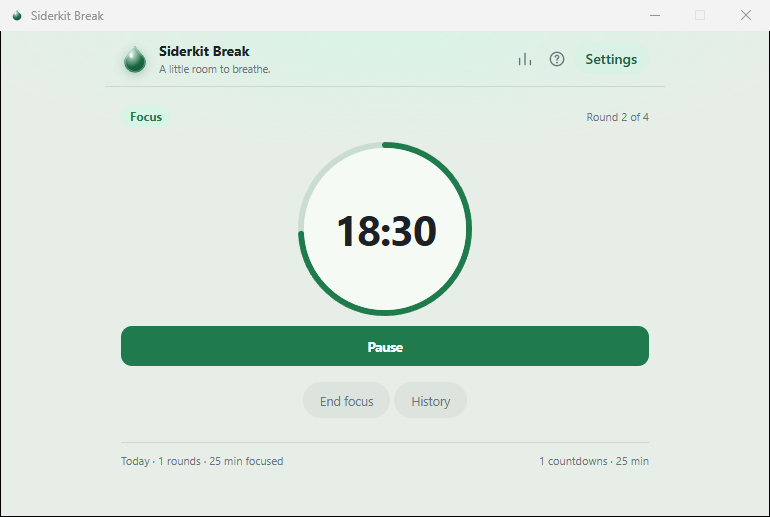 Siderkit Break
Siderkit Break
A little room to breathe.
Settings
Focus
Round 2 of 4
18:30
Pause
End focus
History
Today · 1 rounds · 25 min focused
1 countdowns · 25 min